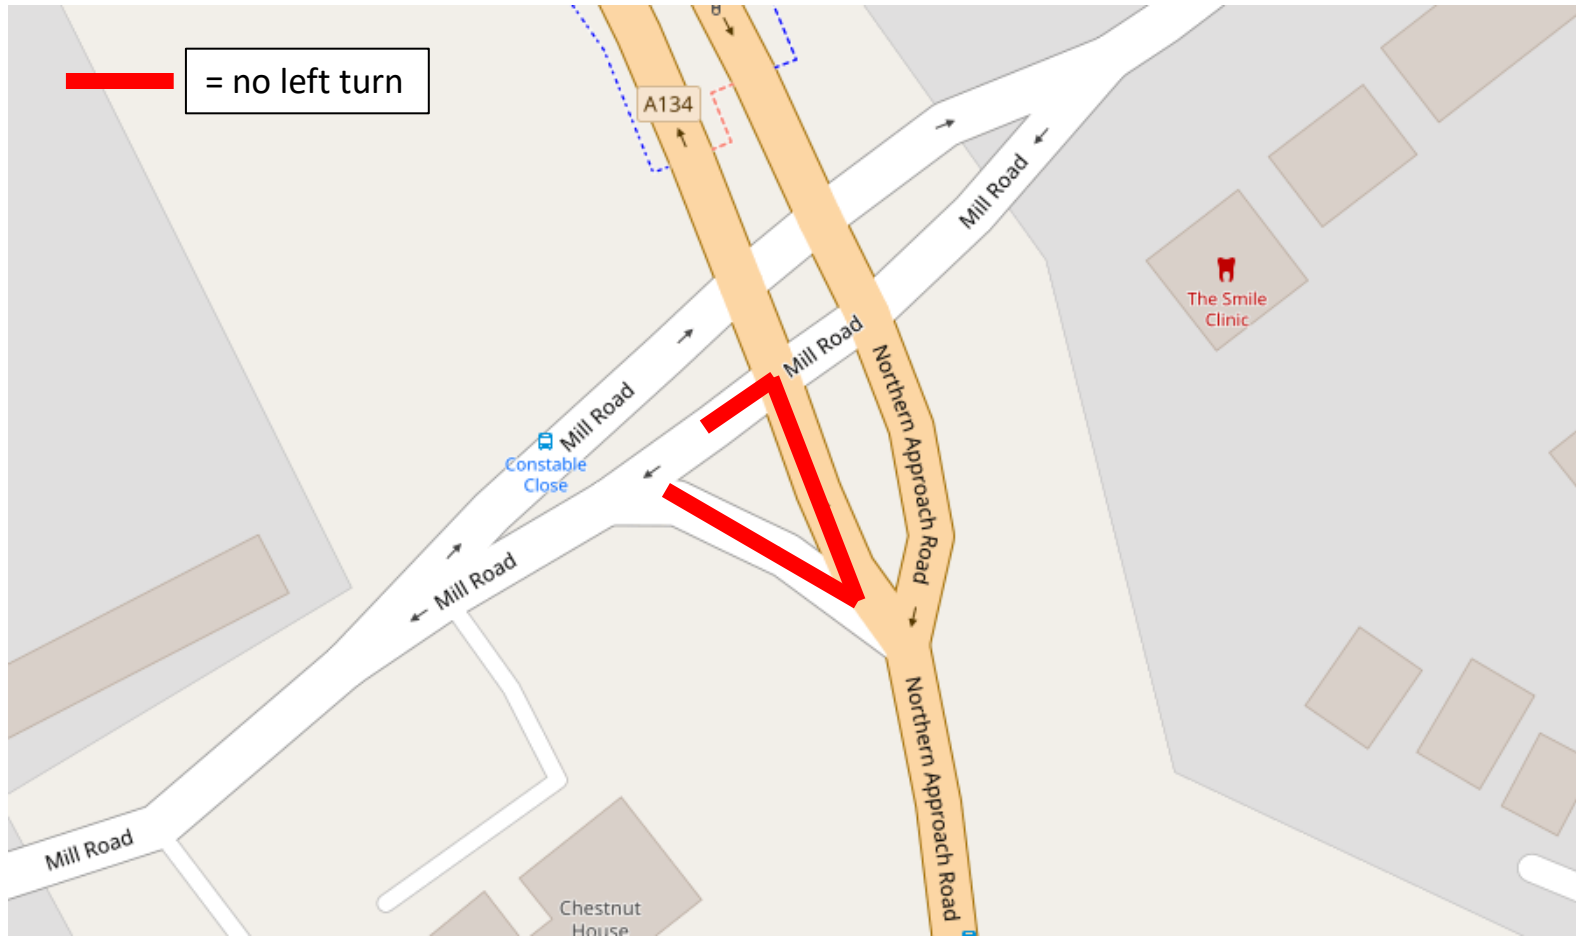 = no left turn
A134
Mill Road
The Smile
Clinic
Mill Road
Mill Road
Constable
Close
Northern Approach Road
Mill Road
Northern Approach Road
Mill Road
Chestnut
House